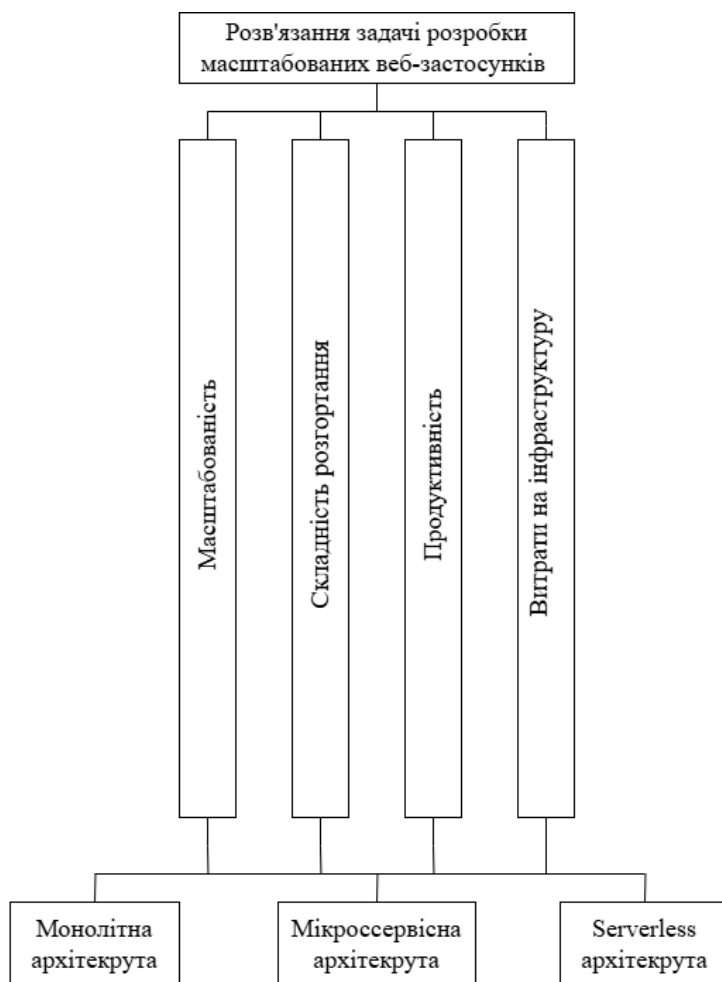 Розв'язання задачі розробки
масштабованих веб-застосунків
Масштабованість
Складність розгортання
Продуктивність
Витрати на інфраструктуру
Монолітна
архітекрута
Мікроссервісна
архітекрута
Serverless
архітекрута